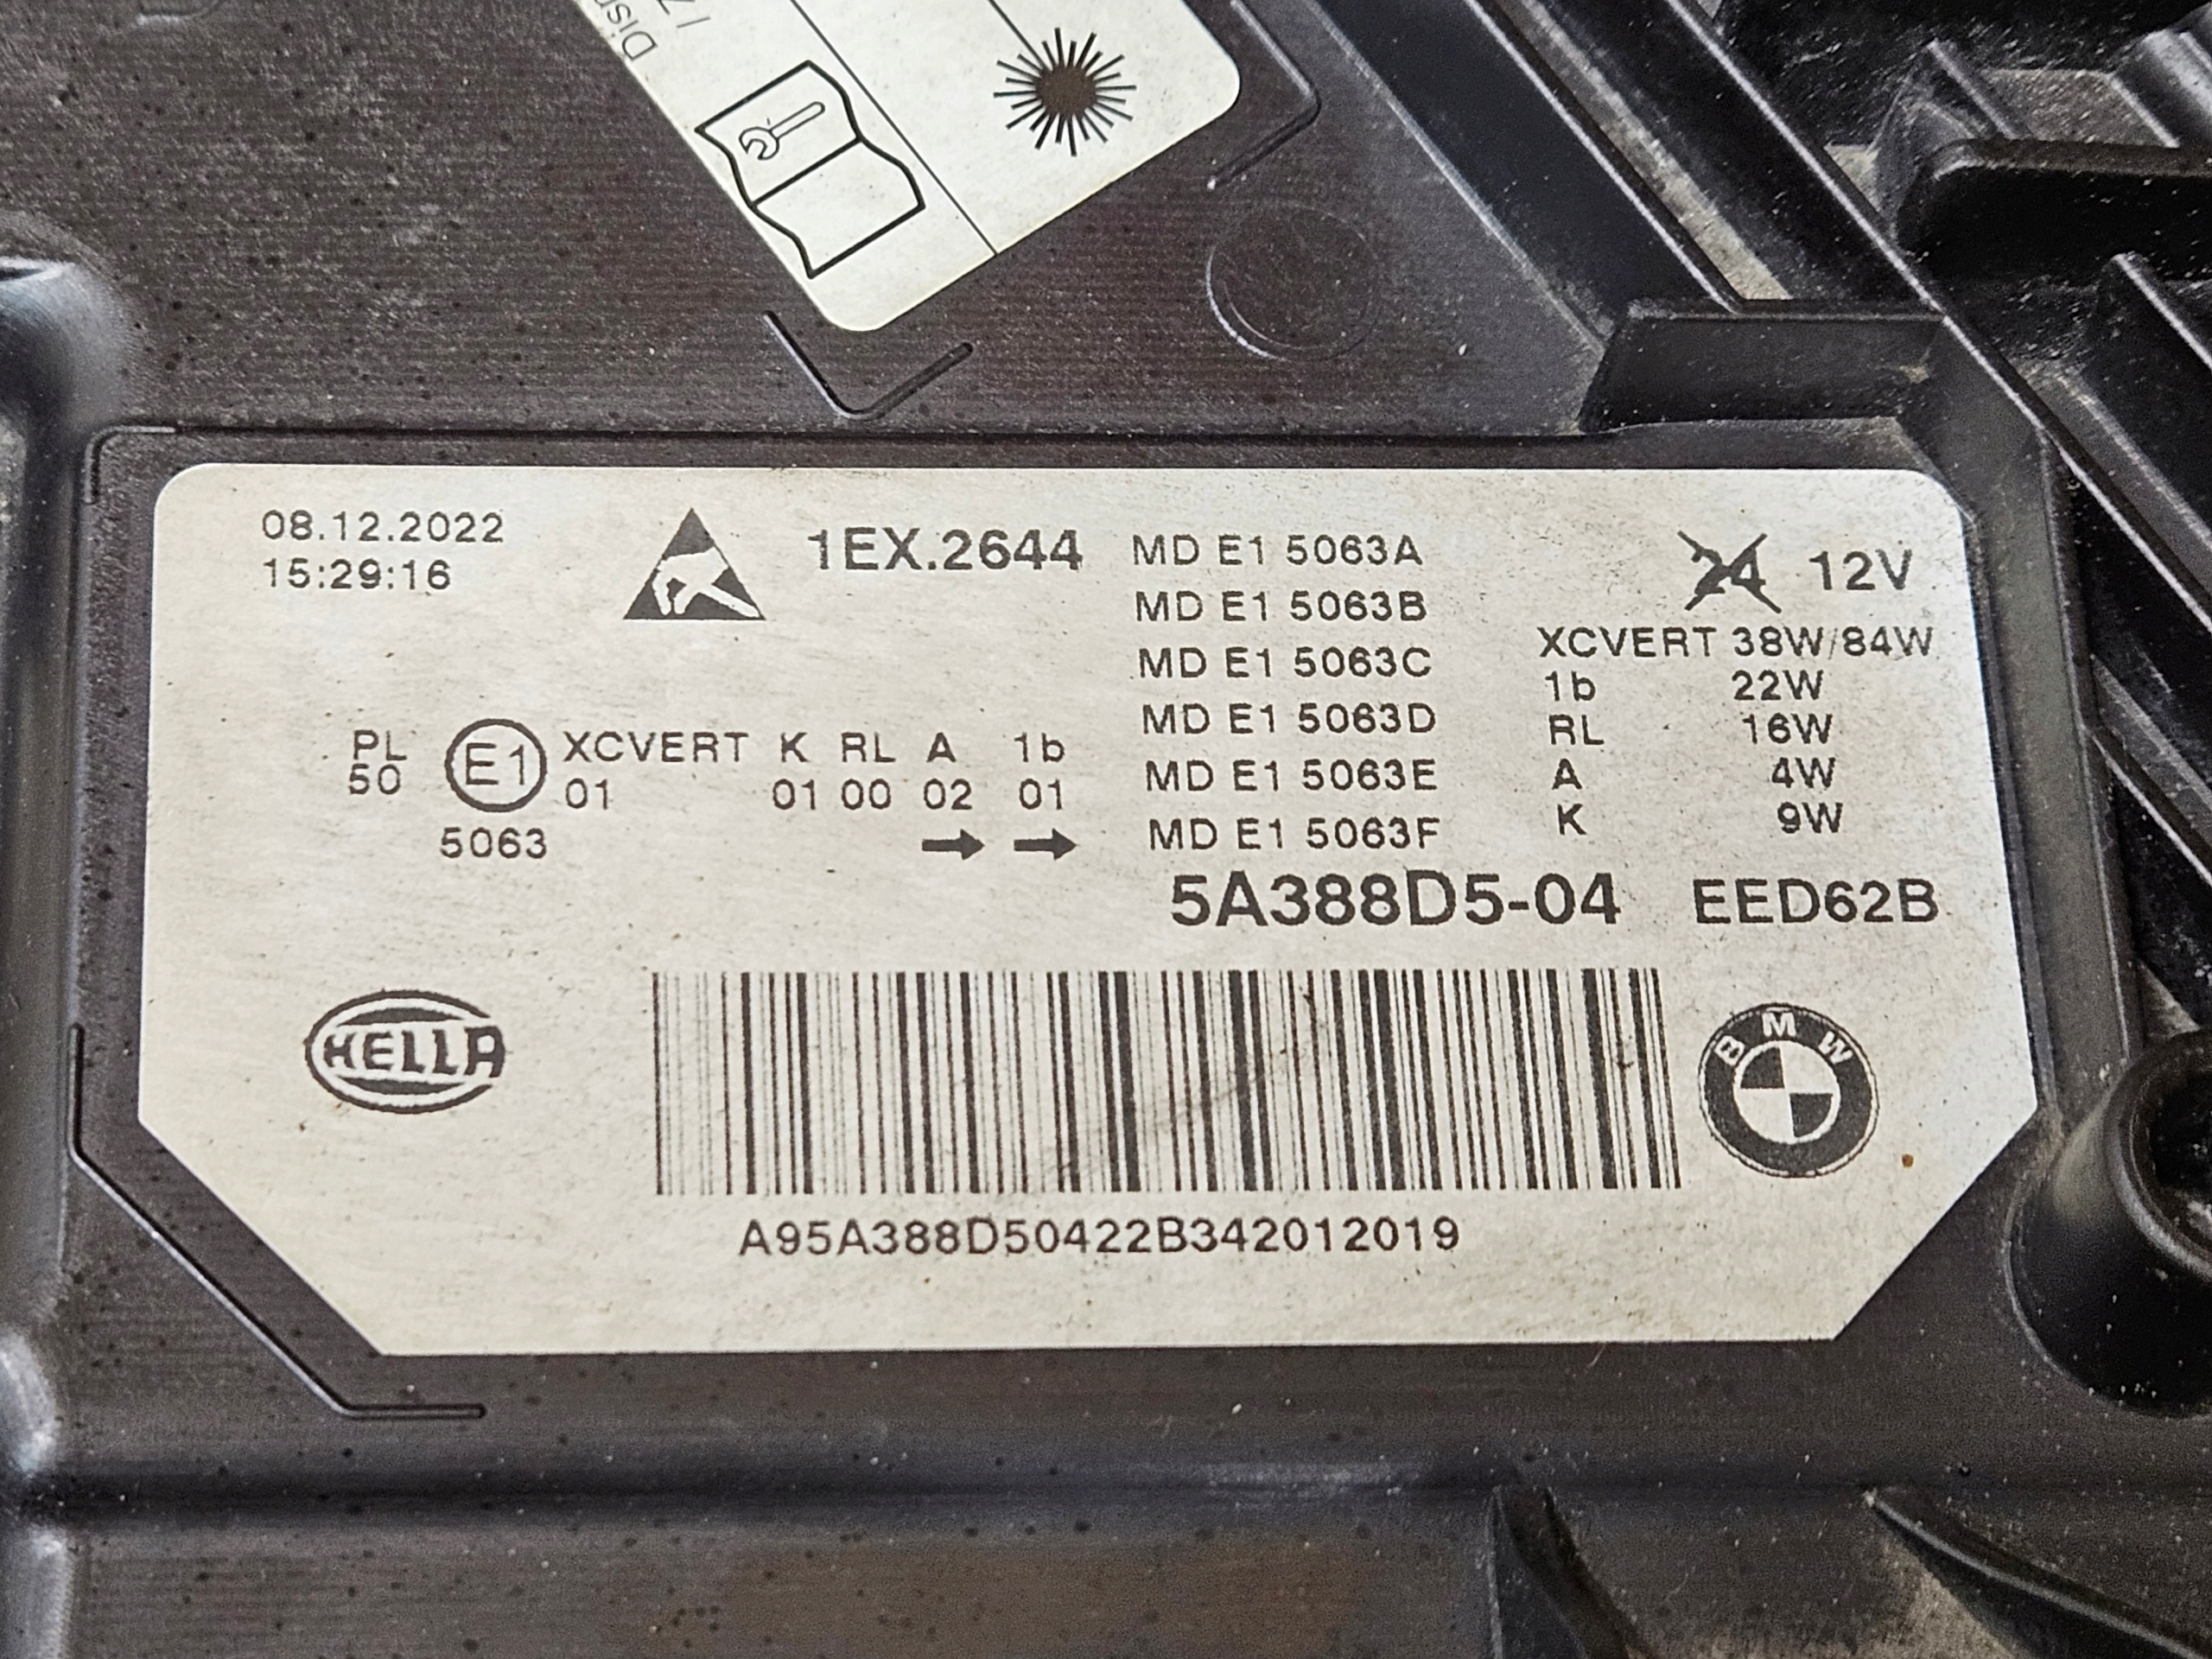 08.12.2022
15:29:16
1EX.2644
MD E1 5063A
MD E1 5063B
MD E1 5063C
MD E1 5063D
MD E1 5063E
MD E1 5063F
24 12V
XCVERT 38W/84W
1b 22W
RL 16W
A 4W
K 9W
PL
50
E1
5063
XCVERT K RL A 1b
01 01 00 02 01
5A388D5-04 EED62B
HELLA
BMW
A95A388D50422B342012019